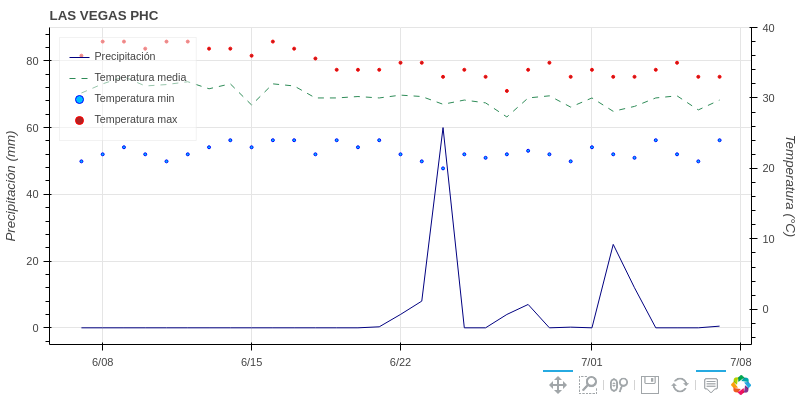 LAS VEGAS PHC
Precipitación
Temperatura media
Temperatura min
Temperatura max
Precipitación (mm)
80
60
40
20
0
Temperatura (°C)
40
30
20
10
0
6/08
6/15
6/22
7/01
7/08